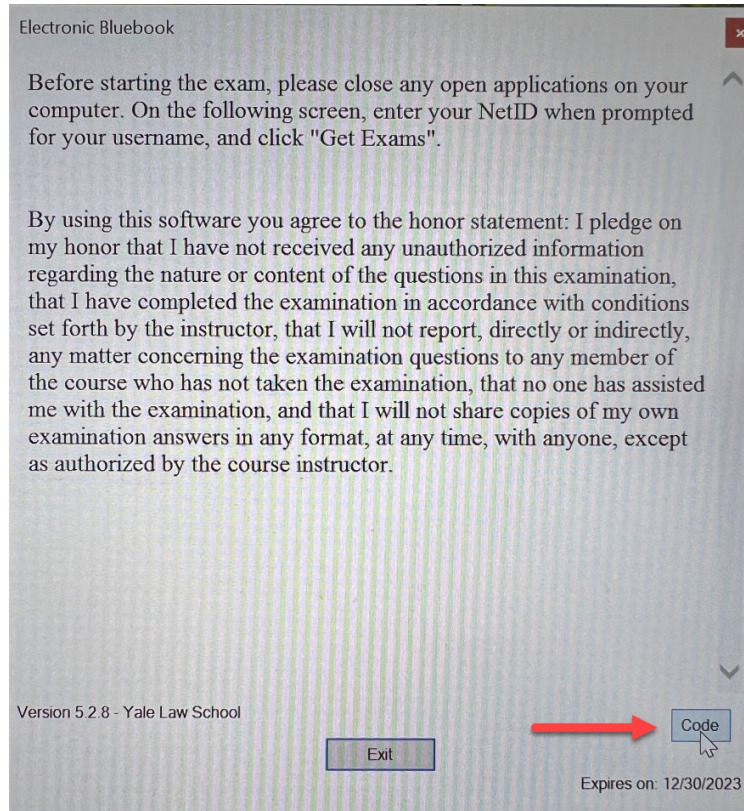 Electronic Bluebook
Before starting the exam, please close any open applications on your
computer. On the following screen, enter your NetID when prompted
for your username, and click "Get Exams".
By using this software you agree to the honor statement: I pledge on
my honor that I have not received any unauthorized information
regarding the nature or content of the questions in this examination,
that I have completed the examination in accordance with conditions
set forth by the instructor, that I will not report, directly or indirectly,
any matter concerning the examination questions to any member of
the course who has not taken the examination, that no one has assisted
me with the examination, and that I will not share copies of my own
examination answers in any format, at any time, with anyone, except
as authorized by the course instructor.
Version 5.2.8 - Yale Law School
Code
Exit
Expires on: 12/30/2023